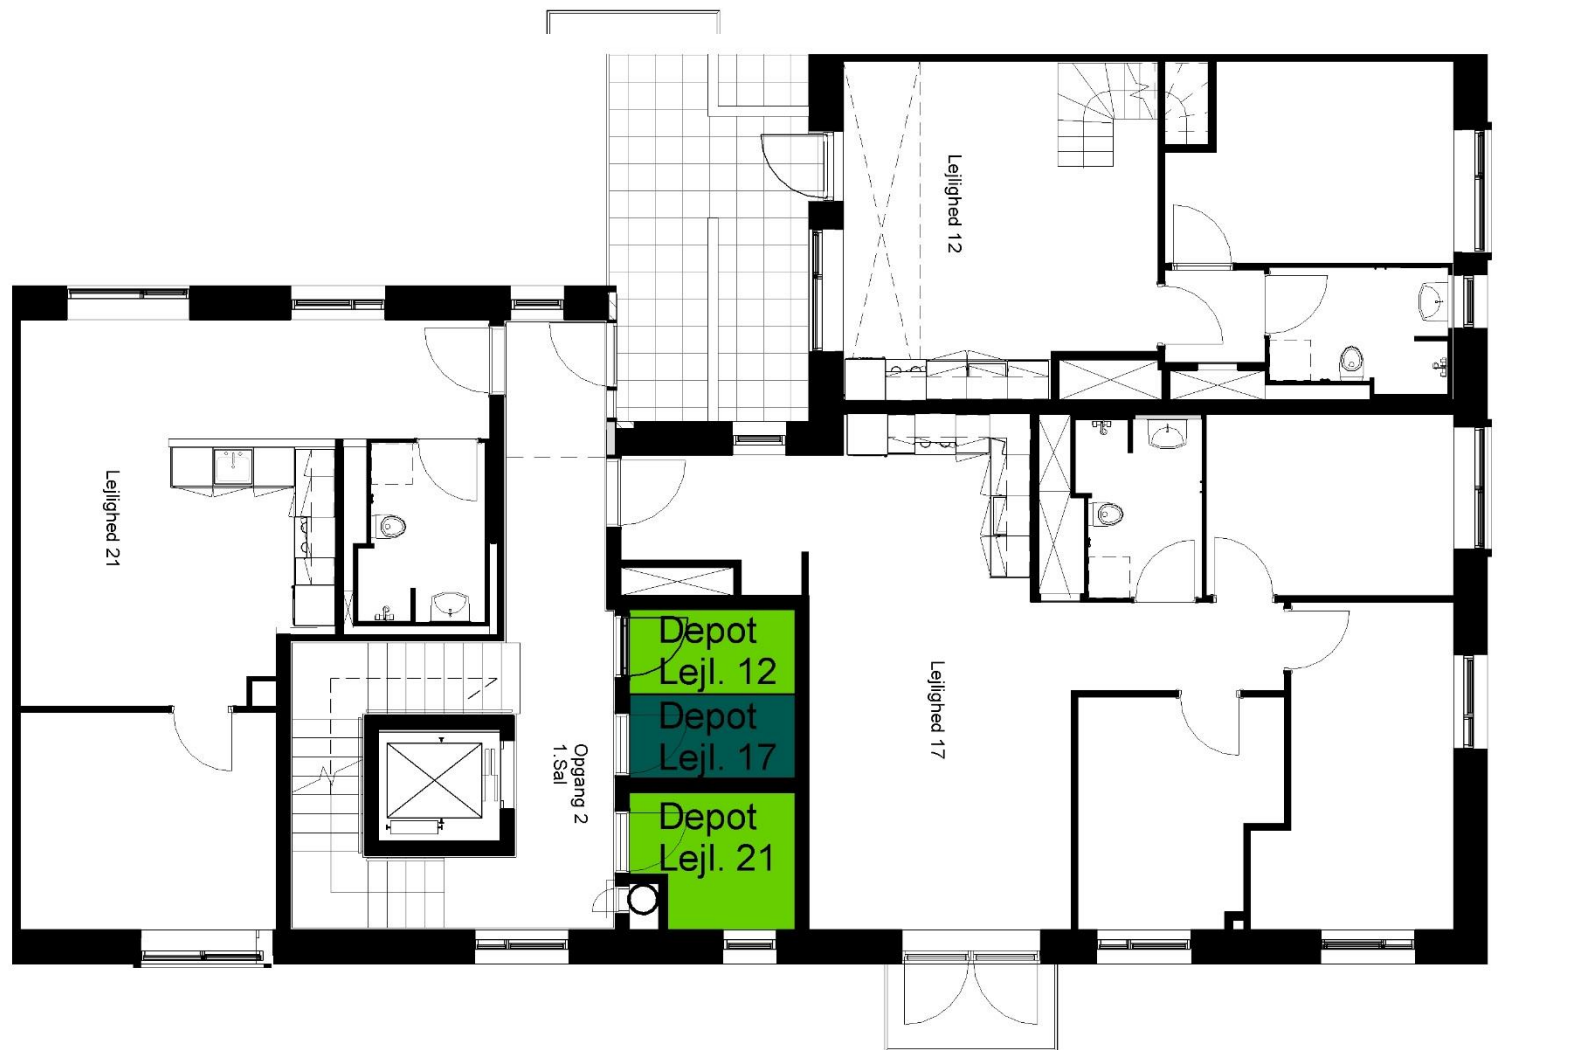 Lejlighed 12
Lejlighed 21
Depot
Lejl. 12
Depot
Lejl. 17
Depot
Lejl. 21
Opgang 2
1.Sal
Lejlighed 17